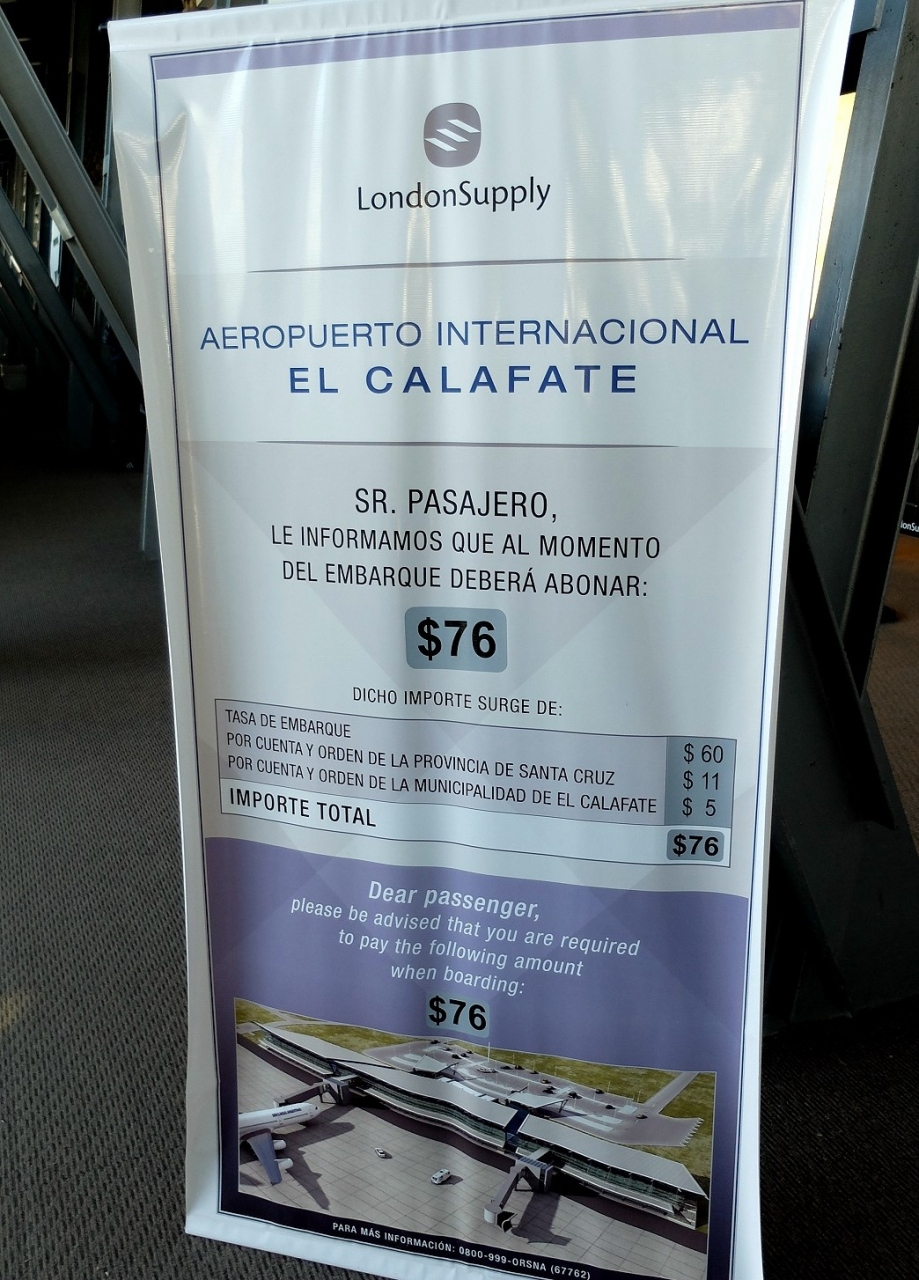 LondonSupply
AEROPUERTO INTERNACIONAL
EL CALAFATE
SR. PASAJERO,
LE INFORMAMOS QUE AL MOMENTO
DEL EMBARQUE DEBERÁ ABONAR:
$76
DICHO IMPORTE SURGE DE:
TASA DE EMBARQUE $ 60
POR CUENTA Y ORDEN DE LA PROVINCIA DE SANTA CRUZ $ 11
POR CUENTA Y ORDEN DE LA MUNICIPALIDAD DE EL CALAFATE $ 5
IMPORTE TOTAL $76
Dear passenger,
please be advised that you are required
to pay the following amount
when boarding:
$76
PARA MÁS INFORMACIÓN: 0800-999-ORSNA (67762)